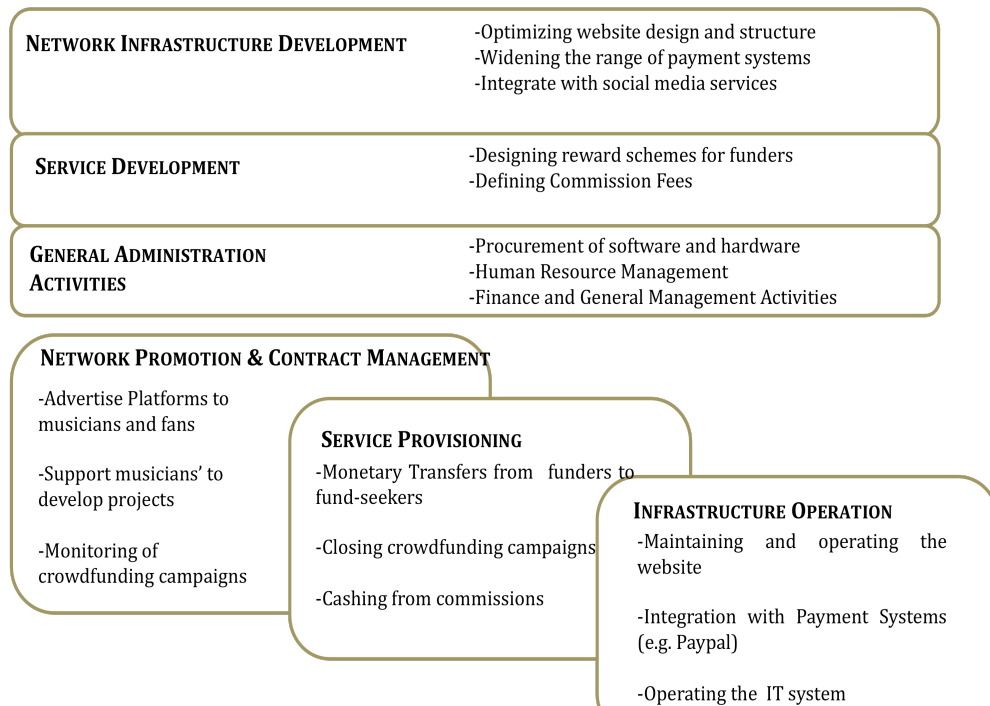 NETWORK INFRASTRUCTURE DEVELOPMENT
-Optimizing website design and structure
-Widening the range of payment systems
-Integrate with social media services
SERVICE DEVELOPMENT
-Designing reward schemes for funders
-Defining Commission Fees
GENERAL ADMINISTRATION
ACTIVITIES
-Procurement of software and hardware
-Human Resource Management
-Finance and General Management Activities
NETWORK PROMOTION & CONTRACT MANAGEMENT
-Advertise Platforms to
musicians and fans
-Support musicians’ to
develop projects
-Monitoring of
crowdfunding campaigns
SERVICE PROVISIONING
-Monetary Transfers from funders to
fund-seekers
-Closing crowdfunding campaigns
-Cashing from commissions
INFRASTRUCTURE OPERATION
-Maintaining and operating the
website
-Integration with Payment Systems
(e.g. Paypal)
-Operating the IT system